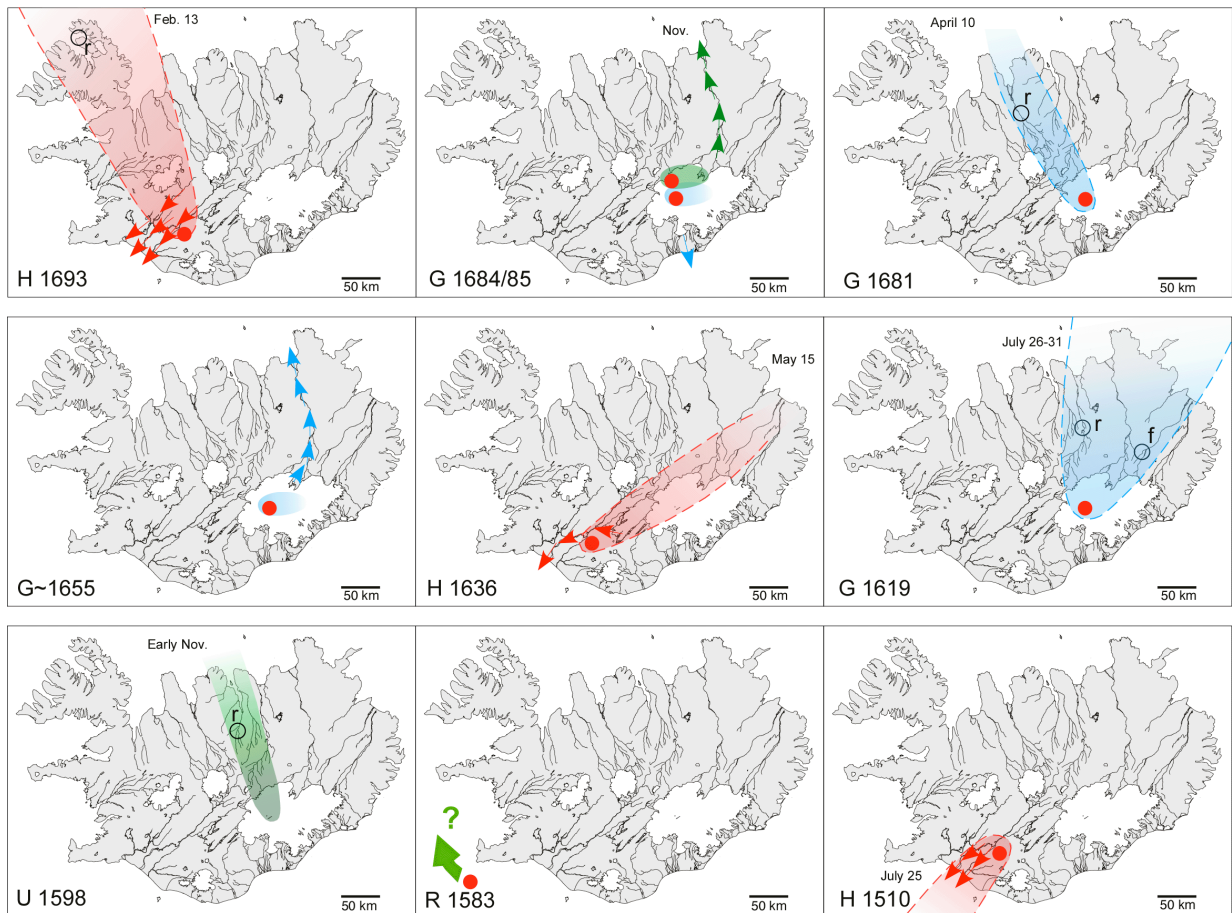 Feb. 13
r
H 1693
50 km
Nov.
G 1684/85
50 km
April 10
r
G 1681
50 km
G~1655
50 km
May 15
H 1636
50 km
July 26-31
r
f
G 1619
50 km
Early Nov.
r
U 1598
50 km
?
R 1583
50 km
July 25
H 1510
50 km